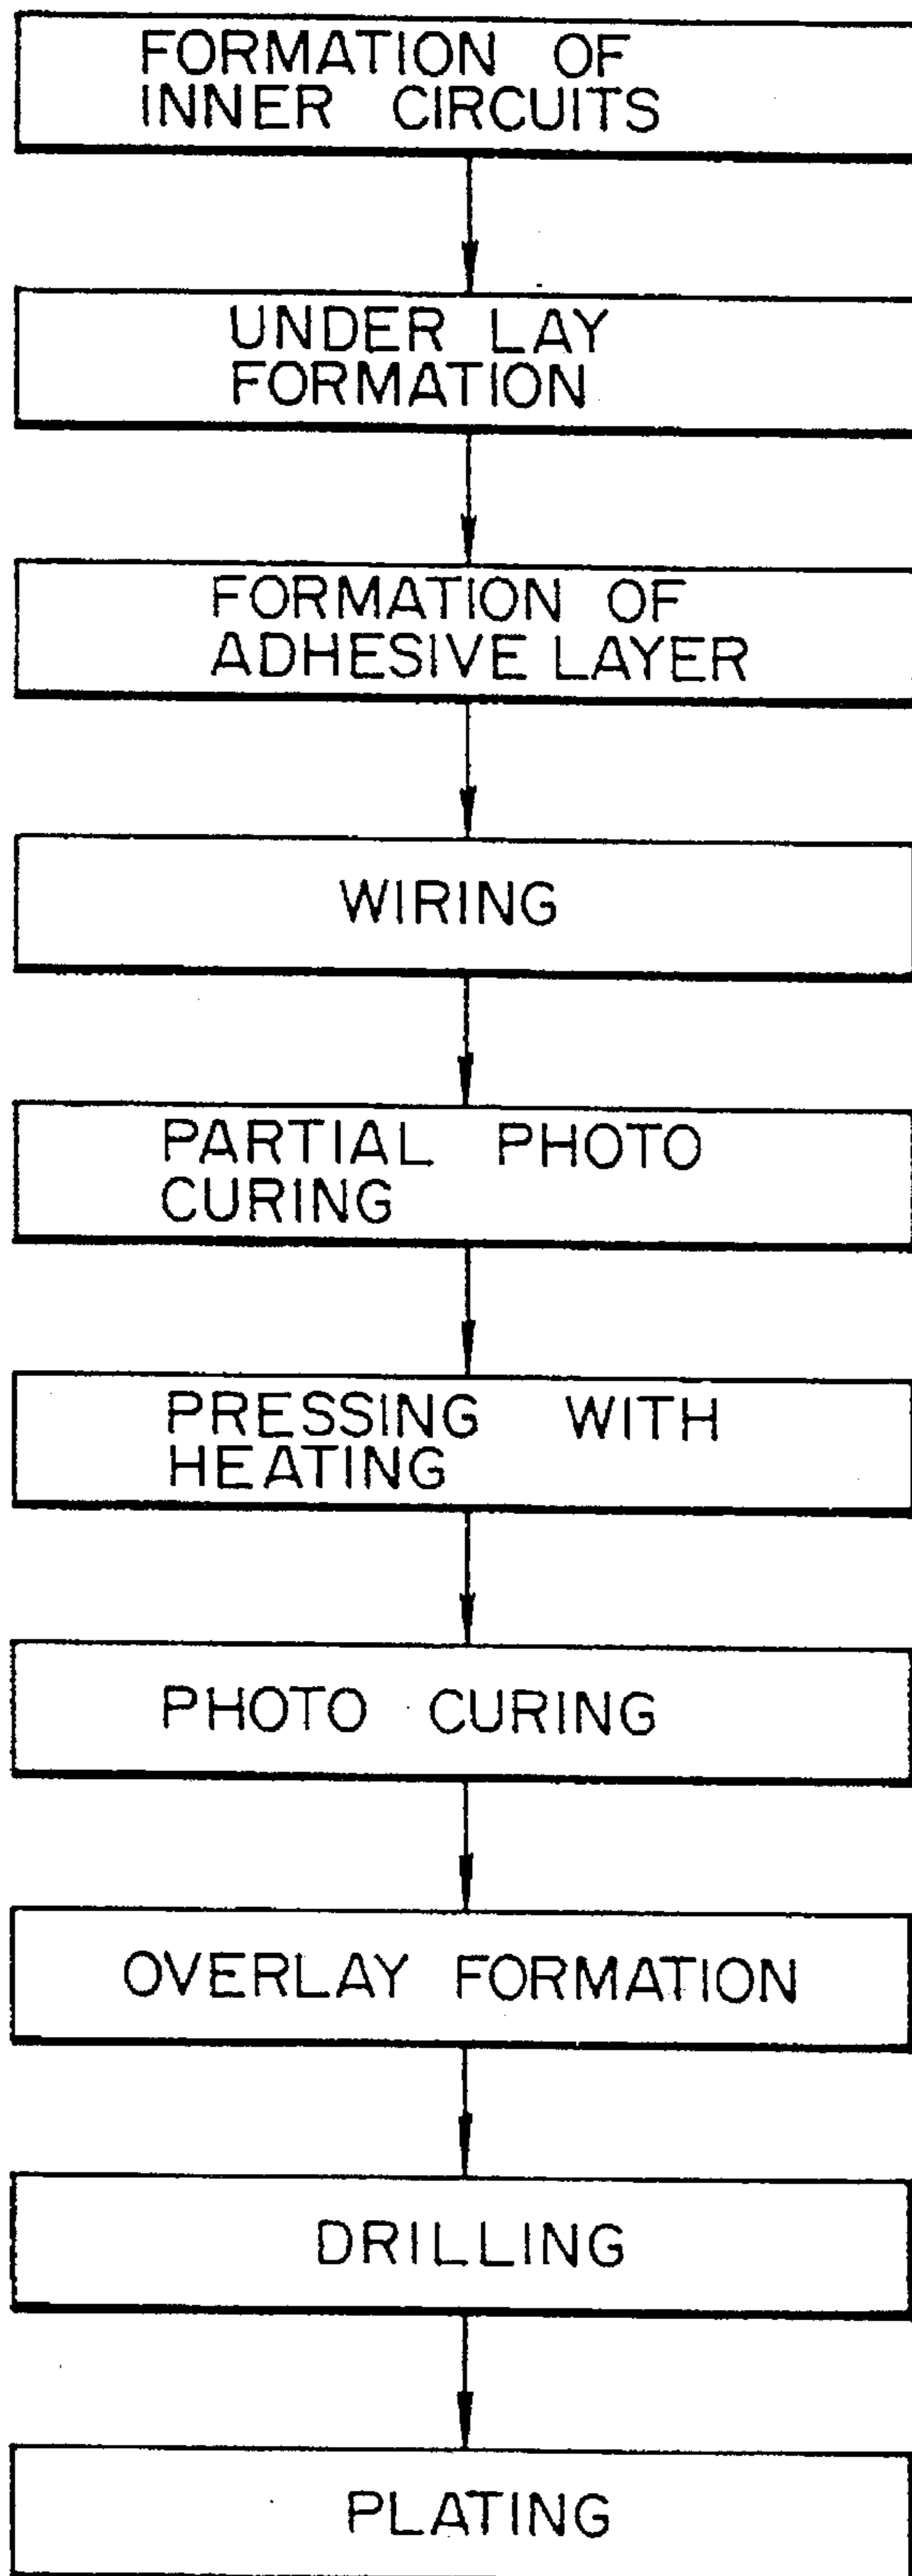 FORMATION OF
INNER CIRCUITS
UNDER LAY
FORMATION
FORMATION OF
ADHESIVE LAYER
WIRING
PARTIAL PHOTO
CURING
PRESSING WITH
HEATING
PHOTO CURING
OVERLAY FORMATION
DRILLING
PLATING